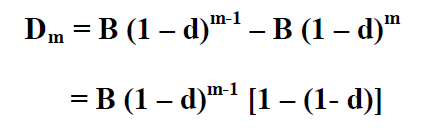 Dₘ = B (1 – d)ᵐ⁻¹ – B (1 – d)ᵐ
= B (1 – d)ᵐ⁻¹ [1 – (1- d)]